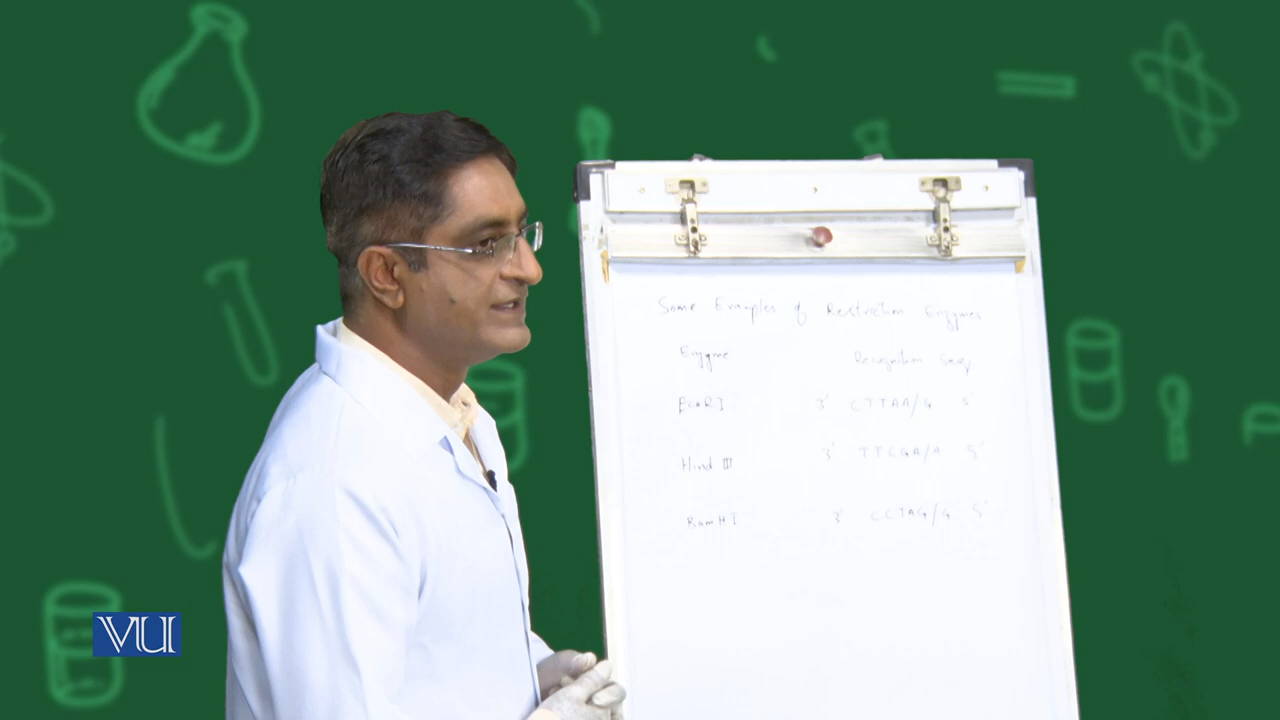 Some Examples of Restriction Enzymes
Enzyme Recognition Seq
EcoRI 3' CTTAA/G 5'
Hind III 3' TTCGA/A 5'
BamHI 3' CCTAG/G 5'
VUI